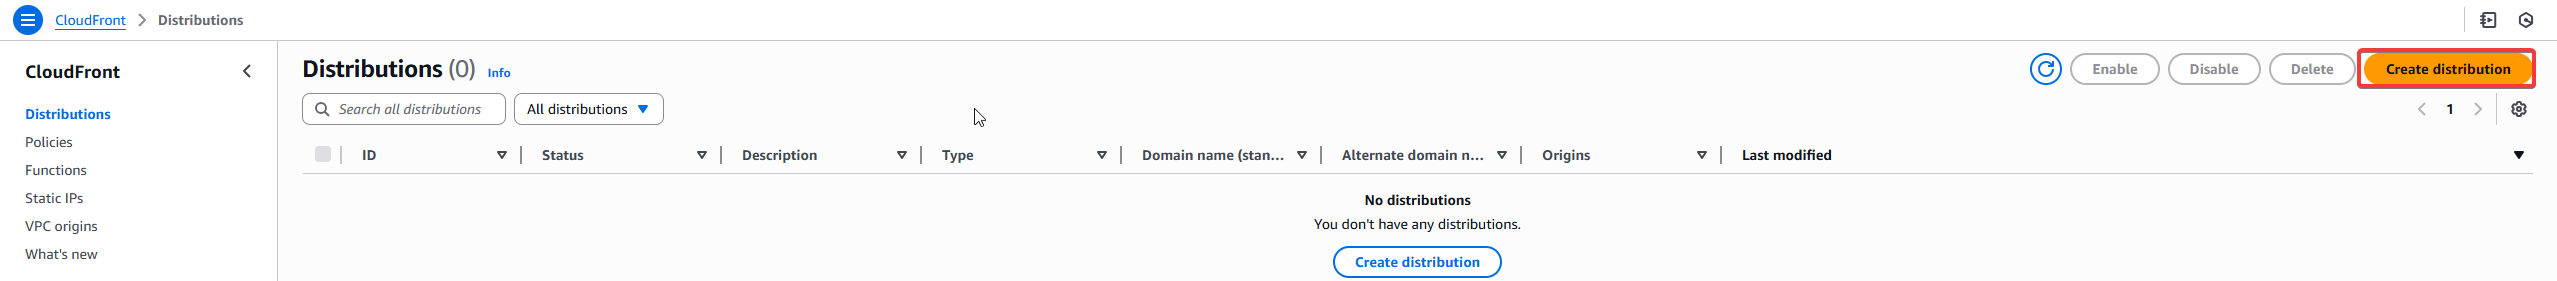 CloudFront > Distributions
CloudFront
Distributions
Policies
Functions
Static IPs
VPC origins
What's new
Distributions (0) Info
Enable Disable Delete Create distribution
Search all distributions All distributions
1
ID Status Description Type Domain name (stan... Alternate domain n... Origins Last modified
No distributions
You don't have any distributions.
Create distribution